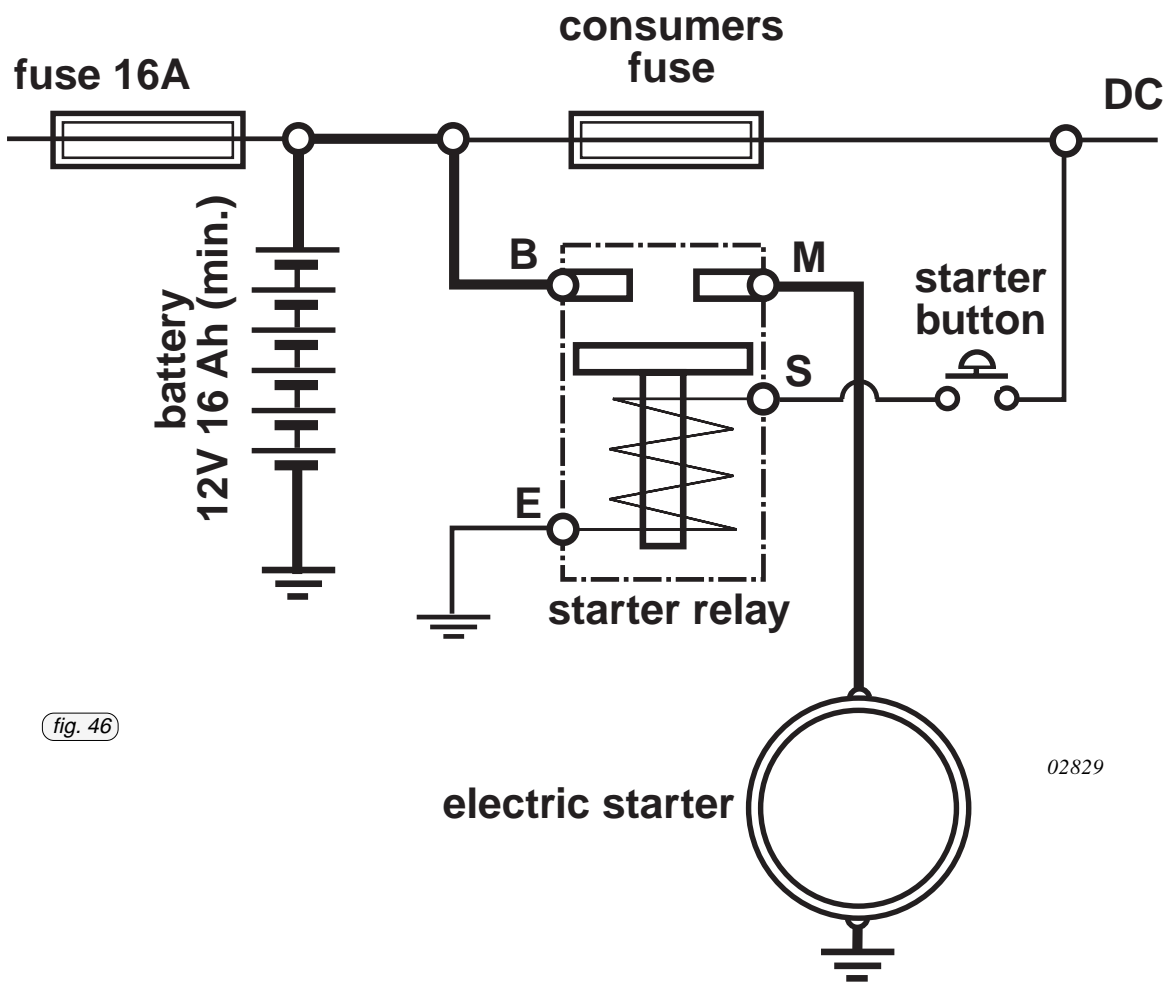 consumers
fuse
fuse 16A
DC
battery
12V 16 Ah (min.)
B
M
starter
button
S
E
starter relay
fig. 46
02829
electric starter